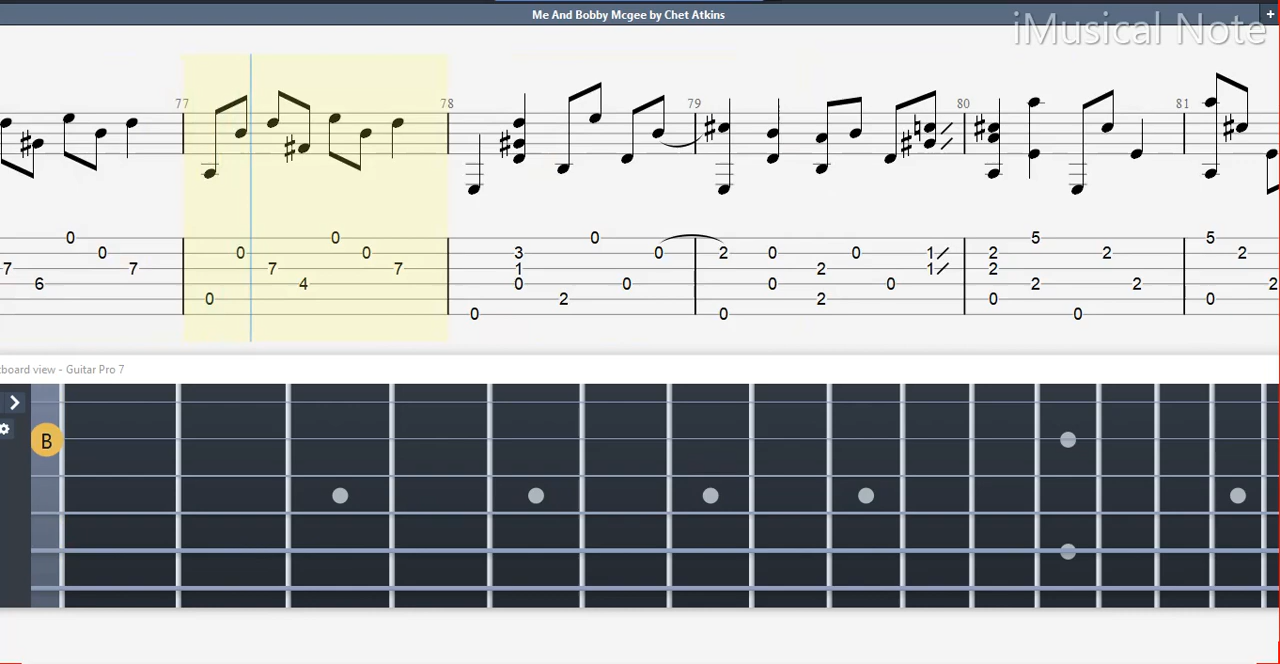 Me And Bobby Mcgee by Chet Atkins
+
iMusical Note
77 78 79 80 81
0 0 0 0 5 5
0 0 3 0 2 0 0 1 2 2 2
7 7 7 7 1 2 1 2
6 4 0 0 0 0 2 2 2
0 2 2 0 0
0 0 0
tboard view - Guitar Pro 7
B